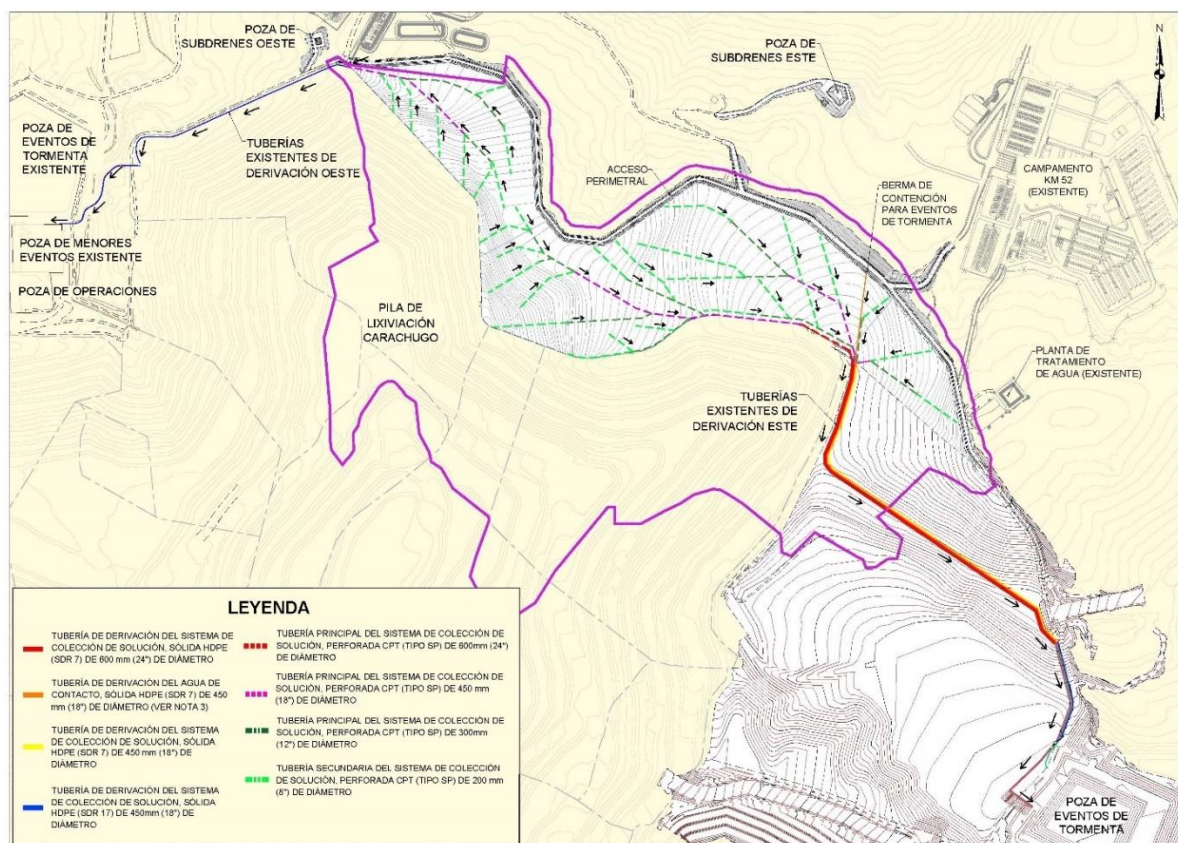 POZA DE
SUBDRENES OESTE
POZA DE
SUBDRENES ESTE
N
POZA DE
EVENTOS DE
TORMENTA
EXISTENTE
TUBERÍAS
EXISTENTES DE
DERIVACIÓN OESTE
ACCESO
PERIMETRAL
BERMA DE
CONTENCIÓN
PARA EVENTOS
DE TORMENTA
CAMPAMENTO
KM 52
(EXISTENTE)
POZA DE MENORES
EVENTOS EXISTENTE
POZA DE OPERACIONES
PILA DE
LIXIVIACIÓN
CARACHUGO
PLANTA DE
TRATAMIENTO
DE AGUA (EXISTENTE)
TUBERÍAS
EXISTENTES DE
DERIVACIÓN ESTE
LEYENDA
TUBERÍA DE DERIVACIÓN DEL SISTEMA DE
COLECCIÓN DE SOLUCIÓN, SÓLIDA HDPE
(SDR 7) DE 600 mm (24") DE DIÁMETRO
TUBERÍA DE DERIVACIÓN DEL AGUA DE
CONTACTO, SÓLIDA HDPE (SDR 7) DE 450
mm (18") DE DIÁMETRO (VER NOTA 3)
TUBERÍA DE DERIVACIÓN DEL SISTEMA
DE COLECCIÓN DE SOLUCIÓN, SÓLIDA
HDPE (SDR 7) DE 450 mm (18") DE
DIÁMETRO
TUBERÍA DE DERIVACIÓN DEL SISTEMA
DE COLECCIÓN DE SOLUCIÓN, SÓLIDA
HDPE (SDR 17) DE 450mm (18") DE
DIÁMETRO
TUBERÍA PRINCIPAL DEL SISTEMA DE COLECCIÓN DE
SOLUCIÓN, PERFORADA CPT (TIPO SP) DE 600mm (24")
DE DIÁMETRO
TUBERÍA PRINCIPAL DEL SISTEMA DE COLECCIÓN DE
SOLUCIÓN, PERFORADA CPT (TIPO SP) DE 450 mm
(18") DE DIÁMETRO
TUBERÍA PRINCIPAL DEL SISTEMA DE COLECCIÓN DE
SOLUCIÓN, PERFORADA CPT (TIPO SP) DE 300mm
(12") DE DIÁMETRO
TUBERÍA SECUNDARIA DEL SISTEMA DE COLECCIÓN
DE SOLUCIÓN, PERFORADA CPT (TIPO SP) DE 200 mm
(8") DE DIÁMETRO
POZA DE
EVENTOS DE
TORMENTA